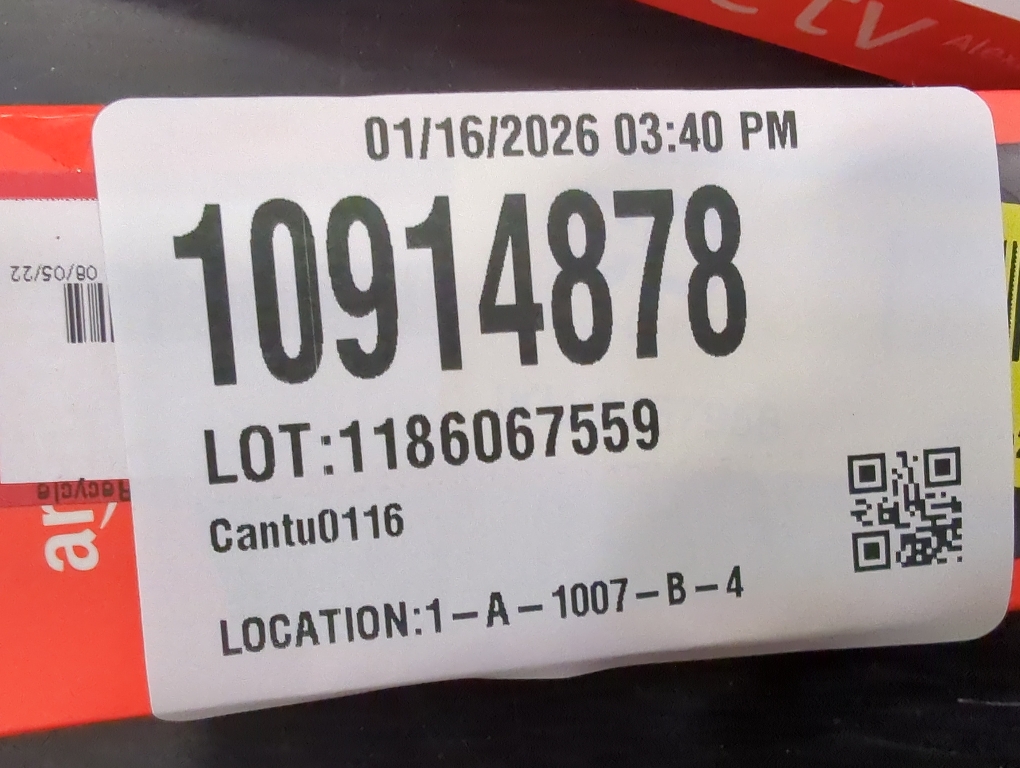 01/16/2026 03:40 PM
10914878
LOT:1186067559
Cantu0116
LOCATION:1-A-1007-B-4
08/05/22
Recycle